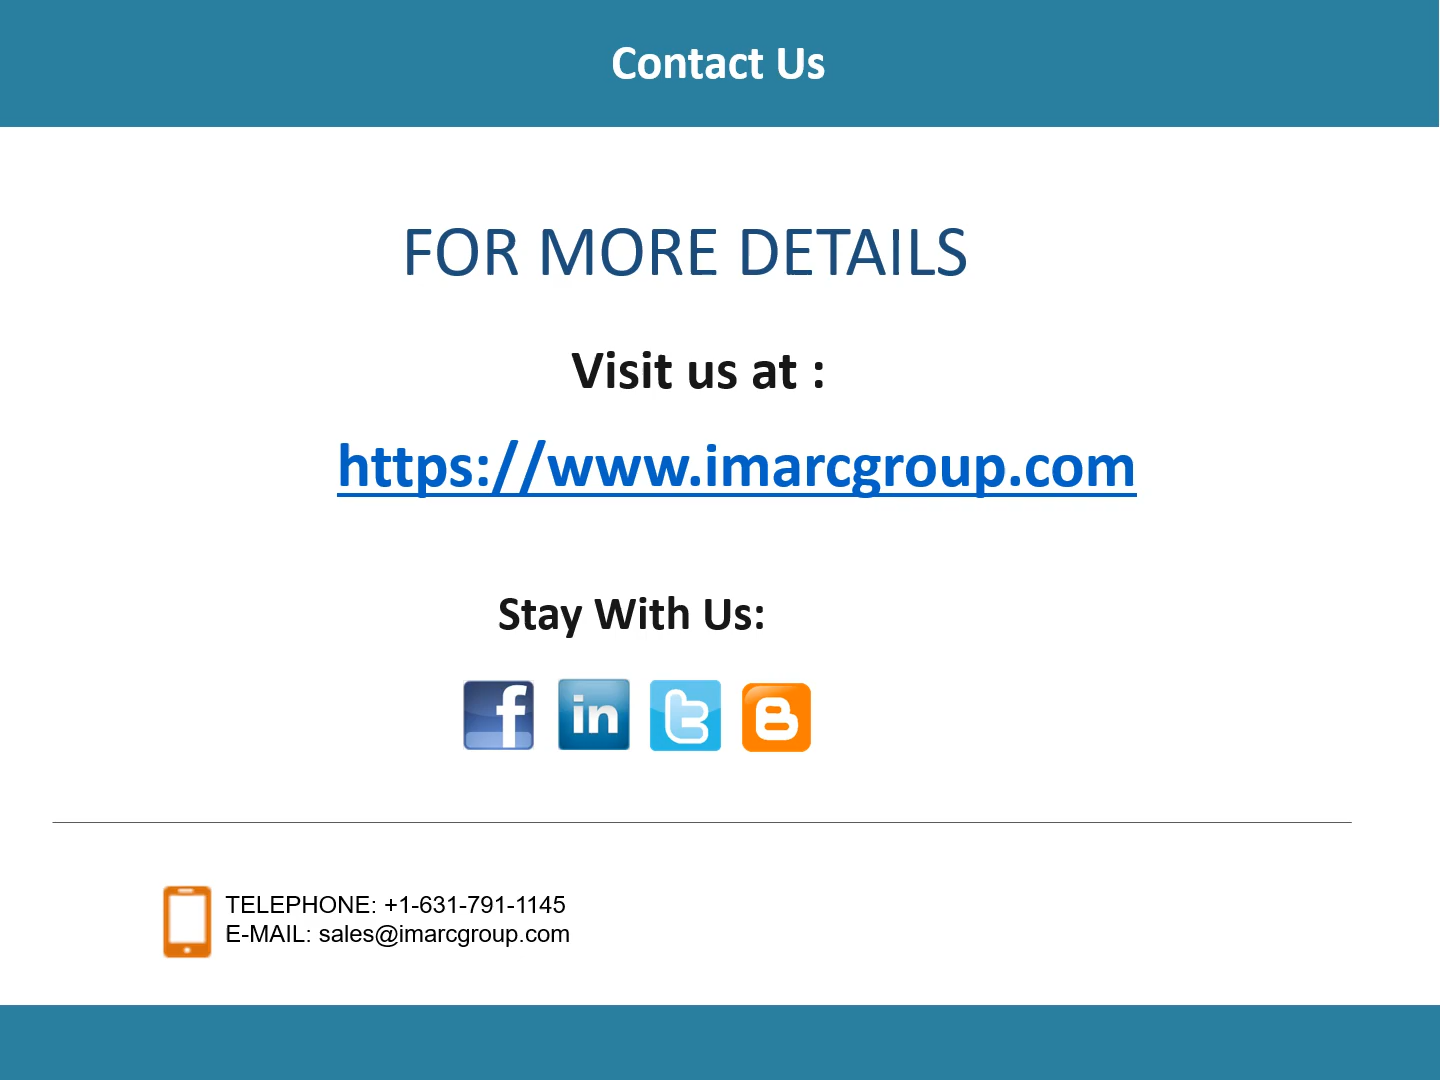 Contact Us
FOR MORE DETAILS
Visit us at :
https://www.imarcgroup.com
Stay With Us:
TELEPHONE: +1-631-791-1145
E-MAIL: sales@imarcgroup.com